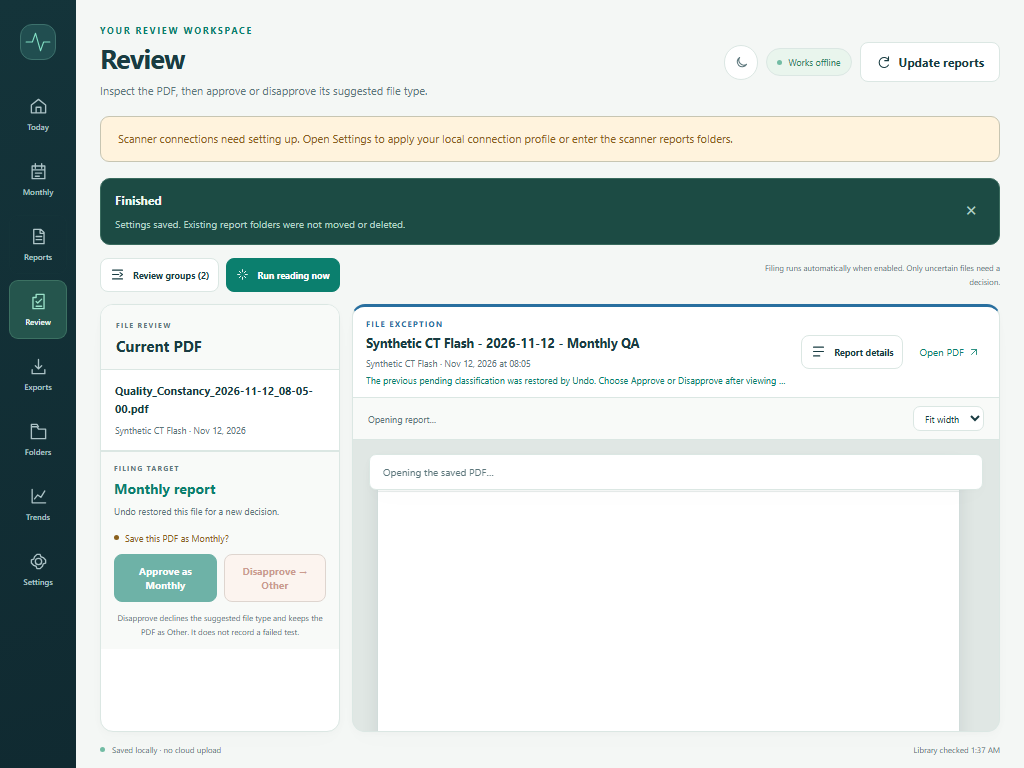 YOUR REVIEW WORKSPACE
Review
Inspect the PDF, then approve or disapprove its suggested file type.
Works offline
Update reports
Scanner connections need setting up. Open Settings to apply your local connection profile or enter the scanner reports folders.
Finished
Settings saved. Existing report folders were not moved or deleted.
Review groups (2)
Run reading now
Filing runs automatically when enabled. Only uncertain files need a
decision.
Today
Monthly
Reports
Review
Exports
Folders
Trends
Settings
FILE REVIEW
Current PDF
Quality_Constancy_2026-11-12_08-05-
00.pdf
Synthetic CT Flash · Nov 12, 2026
FILING TARGET
Monthly report
Undo restored this file for a new decision.
Save this PDF as Monthly?
Approve as
Monthly
Disapprove →
Other
Disapprove declines the suggested file type and keeps the
PDF as Other. It does not record a failed test.
FILE EXCEPTION
Synthetic CT Flash - 2026-11-12 - Monthly QA
Synthetic CT Flash · Nov 12, 2026 at 08:05
The previous pending classification was restored by Undo. Choose Approve or Disapprove after viewing ...
Report details
Open PDF
Opening report...
Fit width
Opening the saved PDF...
Saved locally · no cloud upload
Library checked 1:37 AM